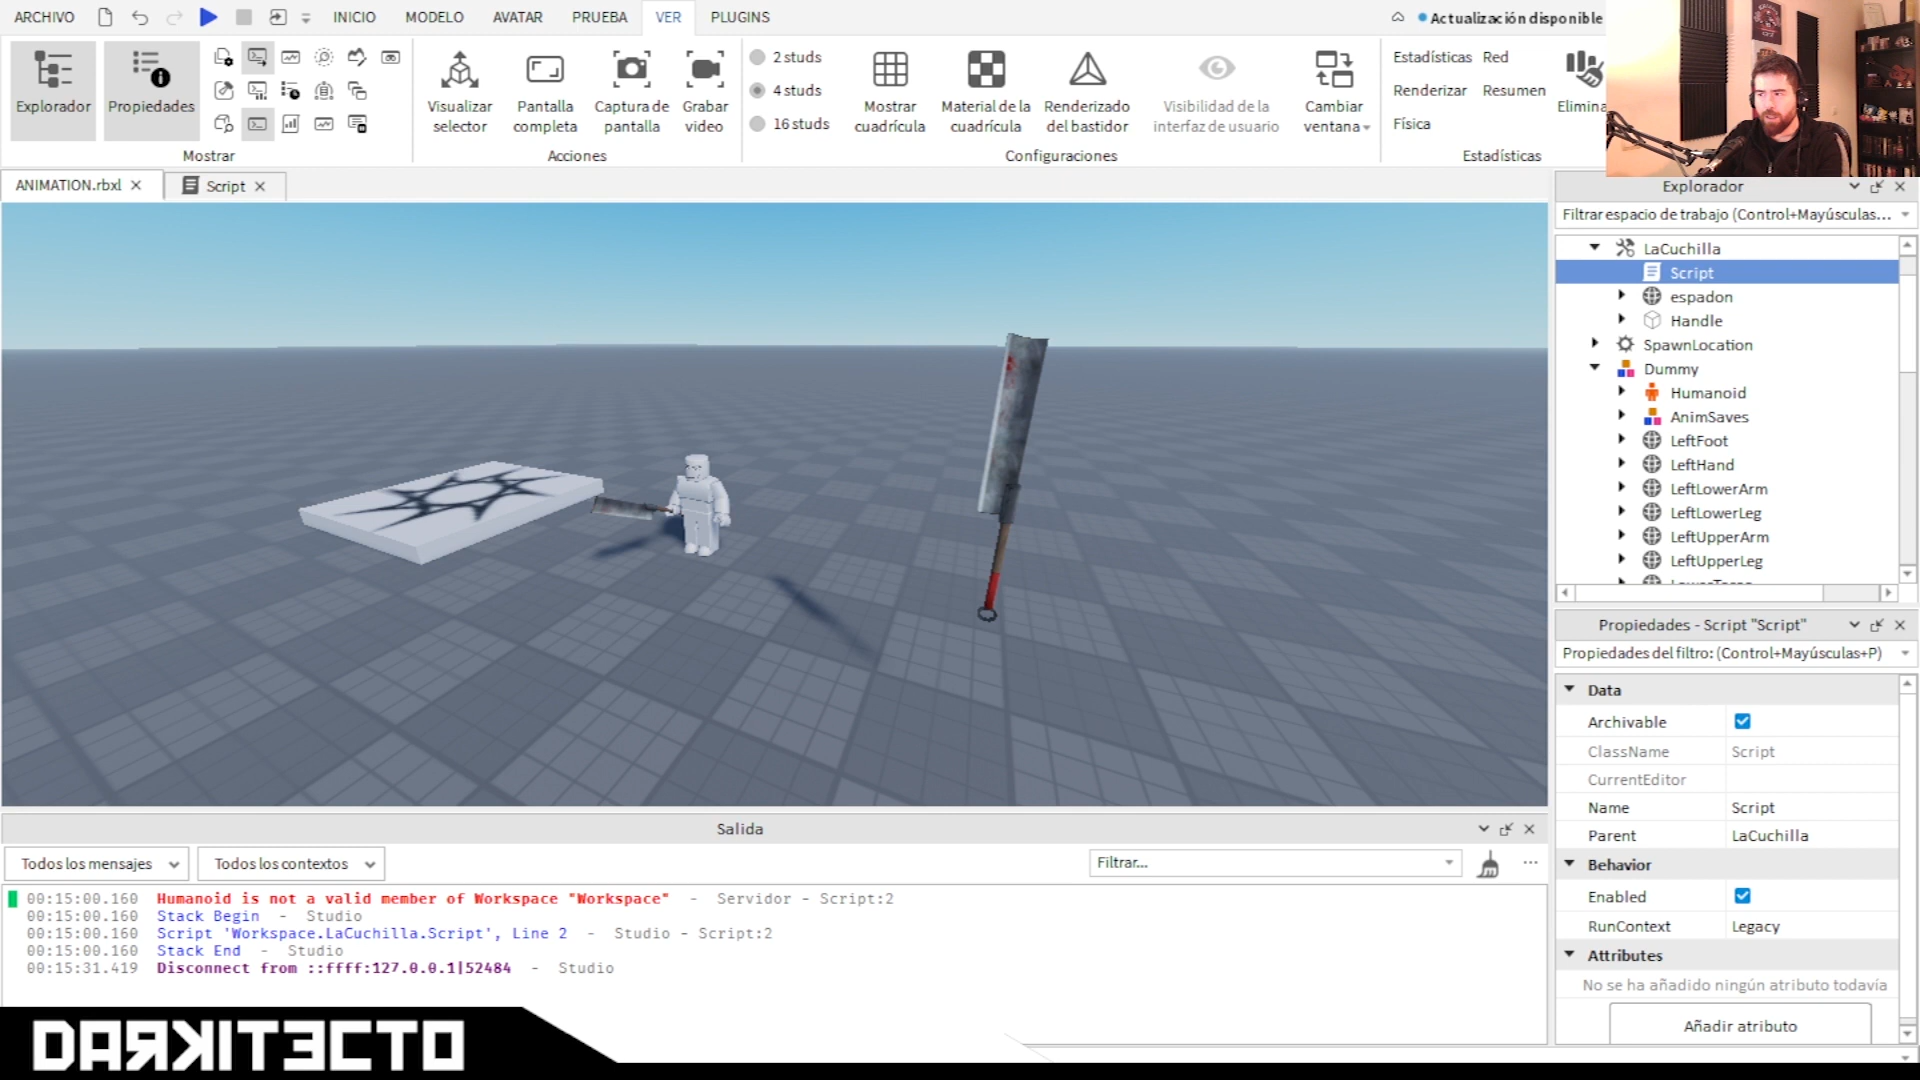 ARCHIVO INICIO MODELO AVATAR PRUEBA VER PLUGINS Actualización disponible
Explorador
Propiedades
Mostrar
Visualizar selector
Pantalla completa
Captura de pantalla
Grabar video
Acciones
2 studs
4 studs
16 studs
Mostrar cuadrícula
Material de la cuadrícula
Renderizado del bastidor
Visibilidad de la interfaz de usuario
Cambiar ventana
Configuraciones
Estadísticas Red
Renderizar Resumen
Física
Elimina
Estadísticas
ANIMATION.rbxl
Script
Explorador
Filtrar espacio de trabajo (Control+Mayúsculas...
LaCuchilla
Script
espadon
Handle
SpawnLocation
Dummy
Humanoid
AnimSaves
LeftFoot
LeftHand
LeftLowerArm
LeftLowerLeg
LeftUpperArm
LeftUpperLeg
LowerTorso
Propiedades - Script "Script"
Propiedades del filtro: (Control+Mayúsculas+P)
Data
Archivable
ClassName Script
CurrentEditor
Name Script
Parent LaCuchilla
Behavior
Enabled
RunContext Legacy
Attributes
No se ha añadido ningún atributo todavía
Añadir atributo
Salida
Todos los mensajes Todos los contextos Filtrar... ...
00:15:00.160 Humanoid is not a valid member of Workspace "Workspace" - Servidor - Script:2
00:15:00.160 Stack Begin - Studio
00:15:00.160 Script 'Workspace.LaCuchilla.Script', Line 2 - Studio - Script:2
00:15:00.160 Stack End - Studio
00:15:31.419 Disconnect from ::ffff:127.0.0.1|52484 - Studio
DARKITECTO